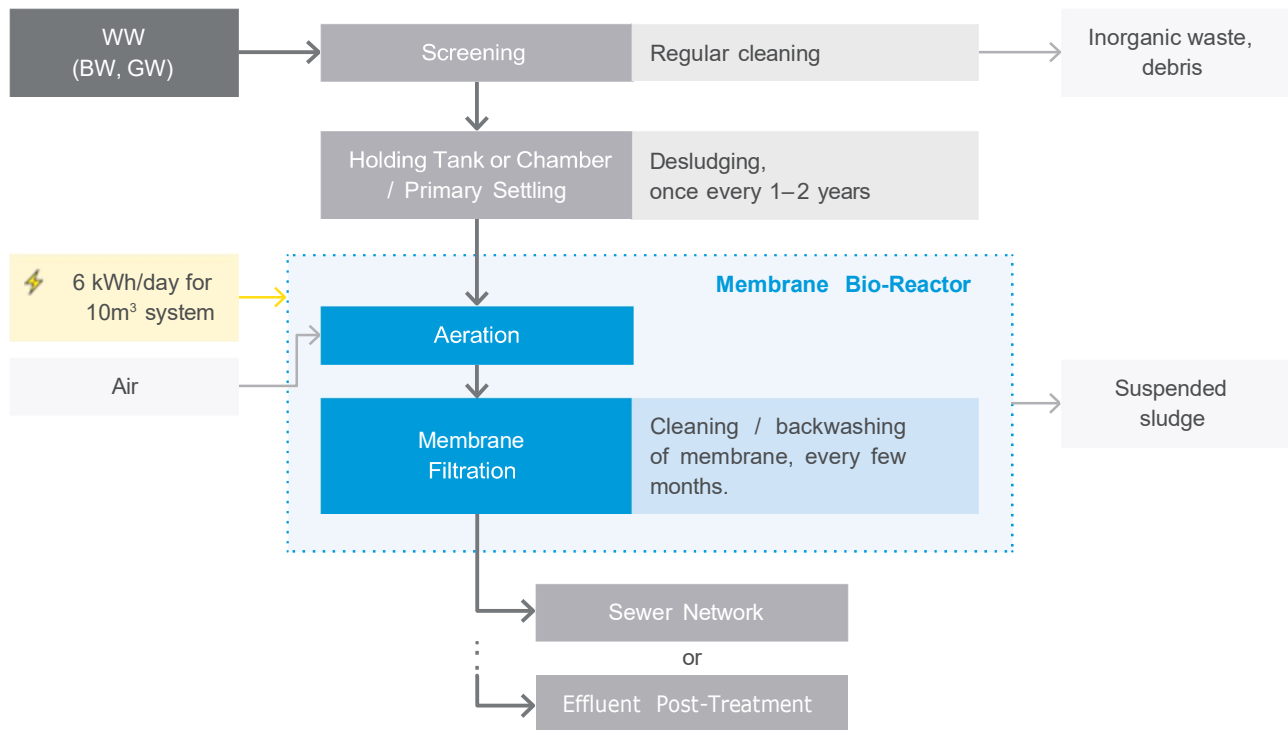 WW
(BW, GW)
Screening
Regular cleaning
Inorganic waste,
debris
Holding Tank or Chamber
/ Primary Settling
Desludging,
once every 1–2 years
6 kWh/day for
10m³ system
Membrane Bio-Reactor
Aeration
Air
Membrane
Filtration
Cleaning / backwashing
of membrane, every few
months.
Suspended
sludge
Sewer Network
or
Effluent Post-Treatment